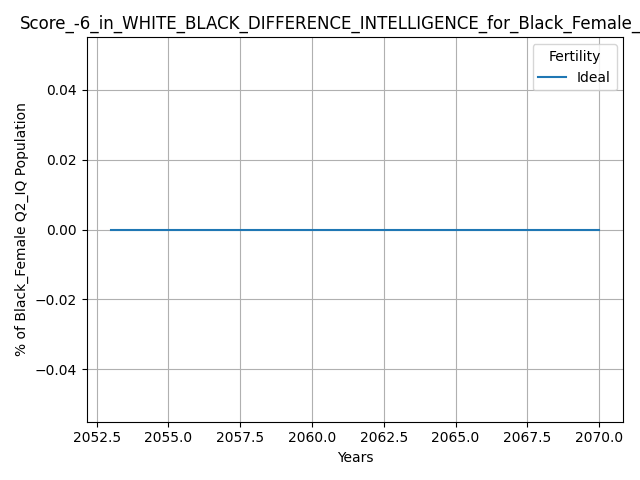 Score_-6_in_WHITE_BLACK_DIFFERENCE_INTELLIGENCE_for_Black_Female_
Fertility
Ideal
0.04
0.02
0.00
−0.02
−0.04
% of Black_Female Q2_IQ Population
2052.5 2055.0 2057.5 2060.0 2062.5 2065.0 2067.5 2070.0
Years